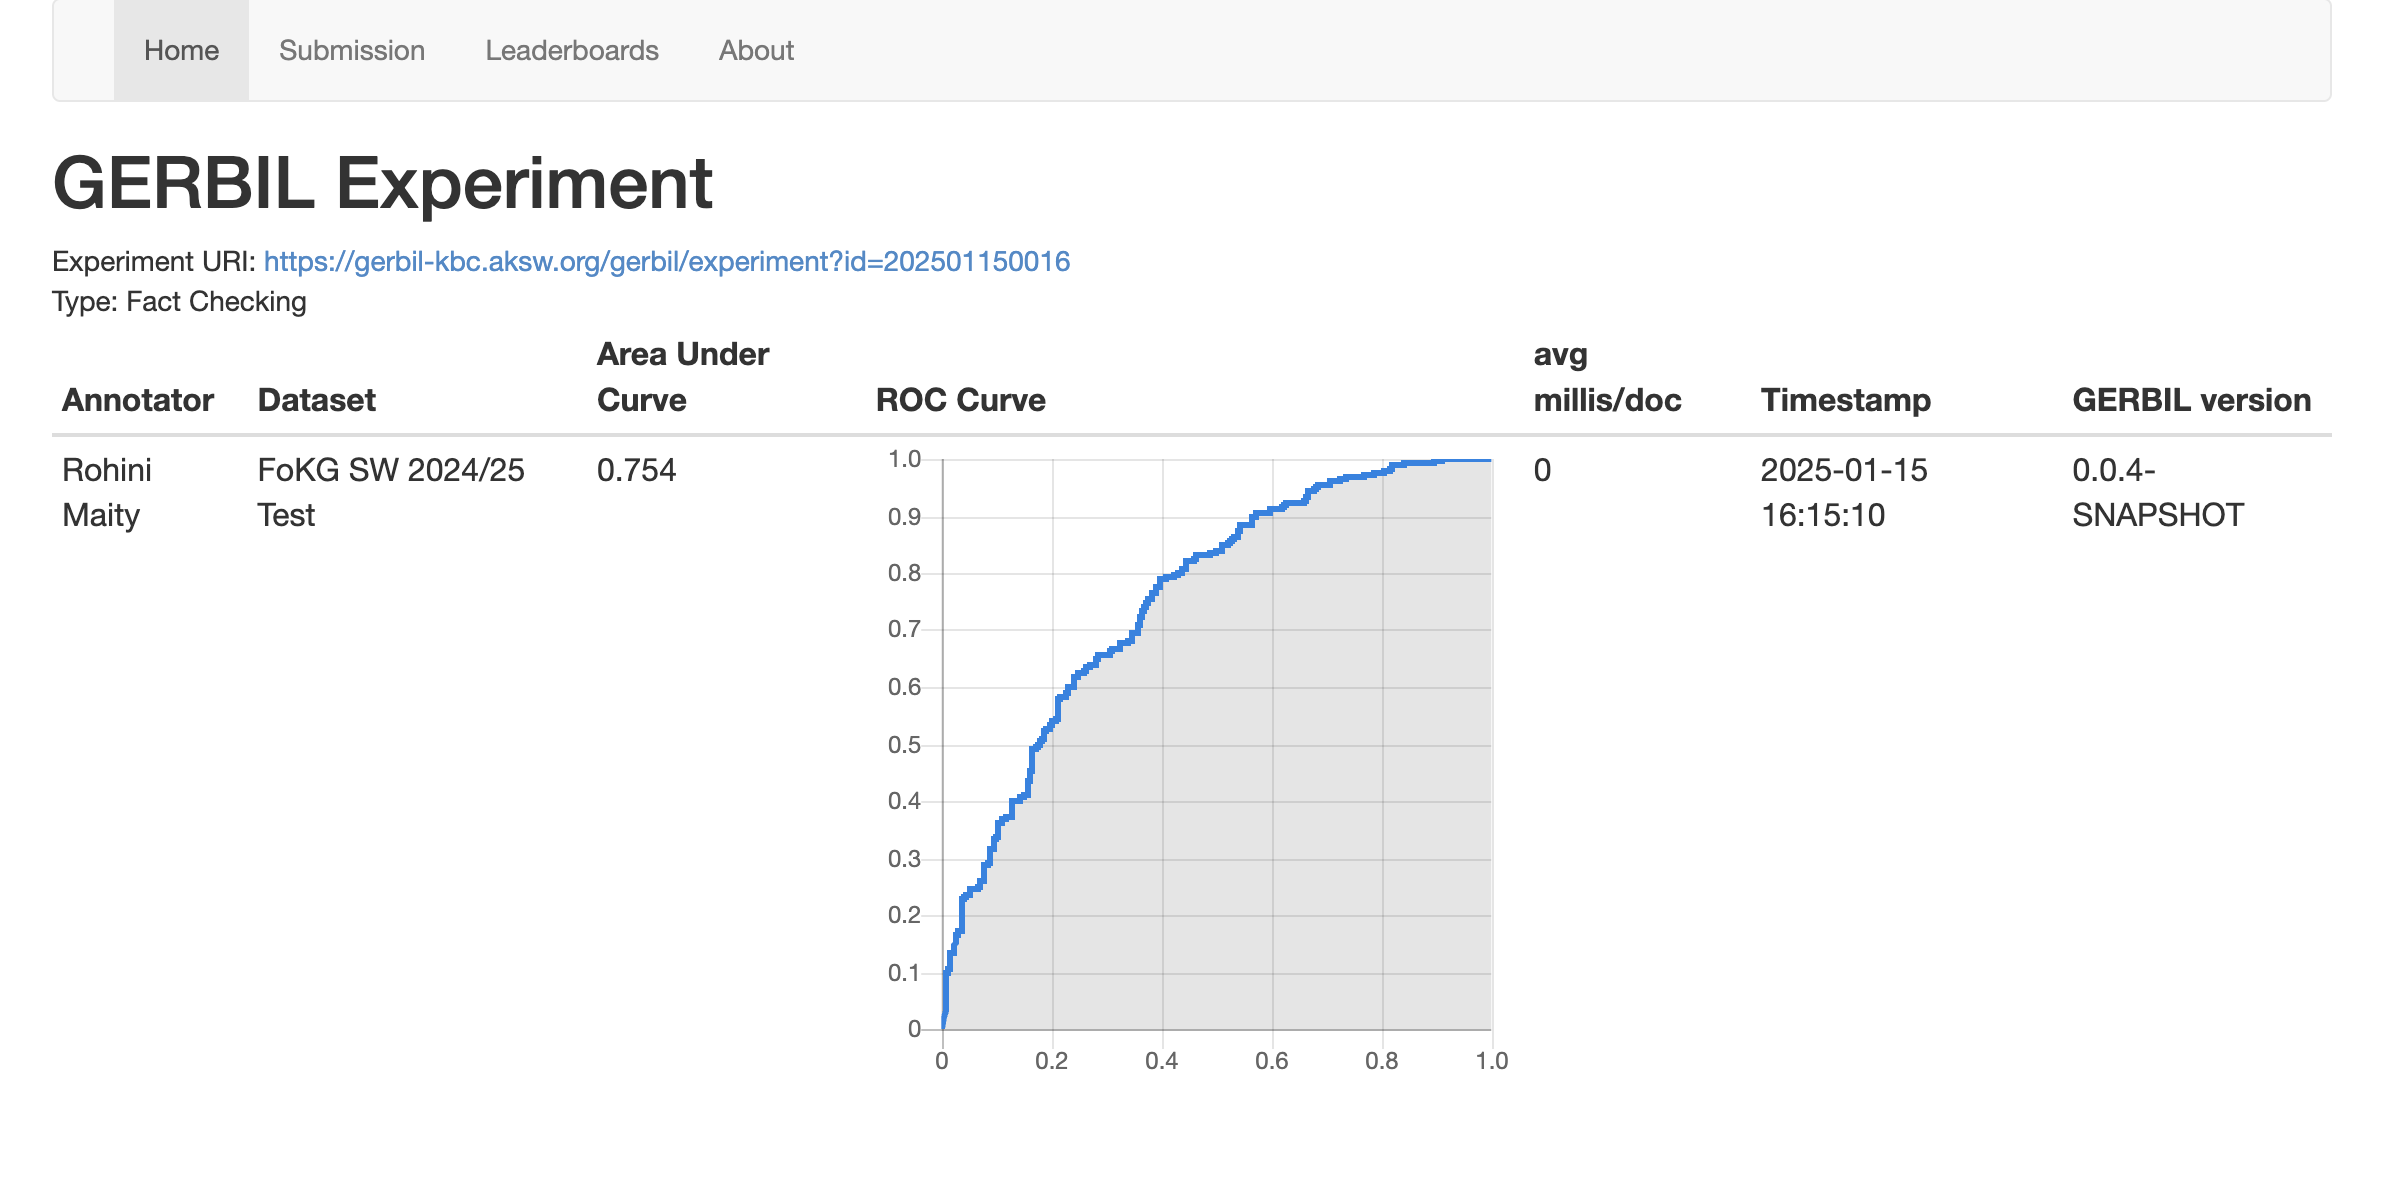 Home Submission Leaderboards About
GERBIL Experiment
Experiment URI: https://gerbil-kbc.aksw.org/gerbil/experiment?id=202501150016
Type: Fact Checking
Annotator Dataset Area Under Curve ROC Curve avg millis/doc Timestamp GERBIL version
Rohini Maity FoKG SW 2024/25 Test 0.754 0 2025-01-15 16:15:10 0.0.4-SNAPSHOT
1.0
0.9
0.8
0.7
0.6
0.5
0.4
0.3
0.2
0.1
0
0 0.2 0.4 0.6 0.8 1.0